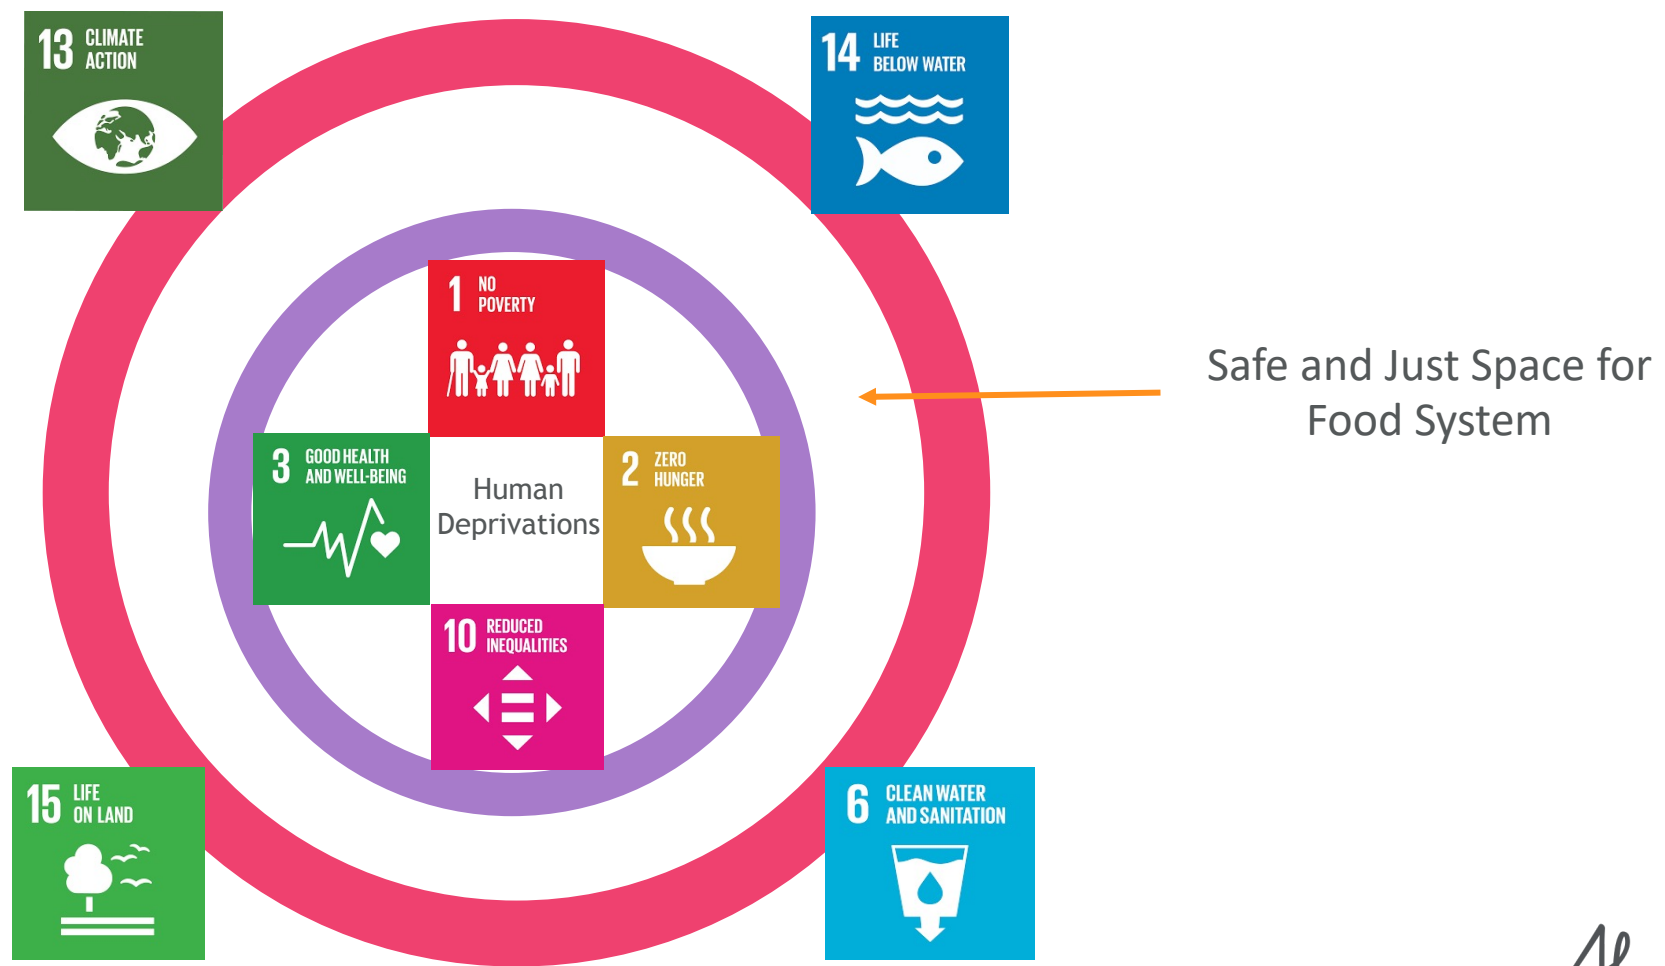 13 CLIMATE
ACTION
14 LIFE
BELOW WATER
1 NO
POVERTY
Safe and Just Space for
Food System
3 GOOD HEALTH
AND WELL-BEING
Human
Deprivations
2 ZERO
HUNGER
10 REDUCED
INEQUALITIES
15 LIFE
ON LAND
6 CLEAN WATER
AND SANITATION